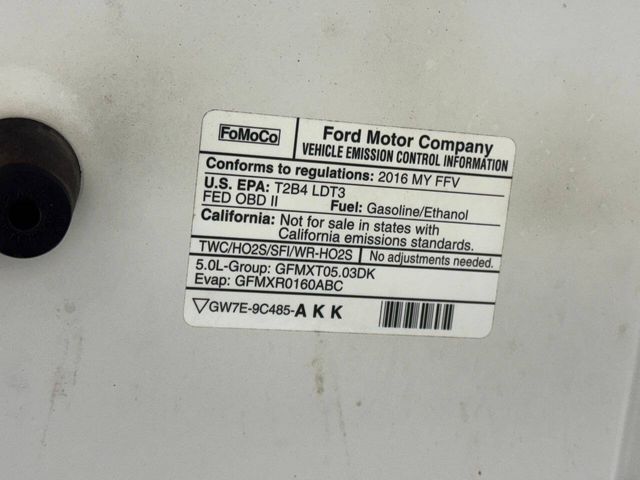 FoMoCo
Ford Motor Company
VEHICLE EMISSION CONTROL INFORMATION
Conforms to regulations: 2016 MY FFV
U.S. EPA: T2B4 LDT3
FED OBD II Fuel: Gasoline/Ethanol
California: Not for sale in states with
California emissions standards.
TWC/HO2S/SFI/WR-HO2S No adjustments needed.
5.0L-Group: GFMXT05.03DK
Evap: GFMXR0160ABC
▽GW7E-9C485-AKK